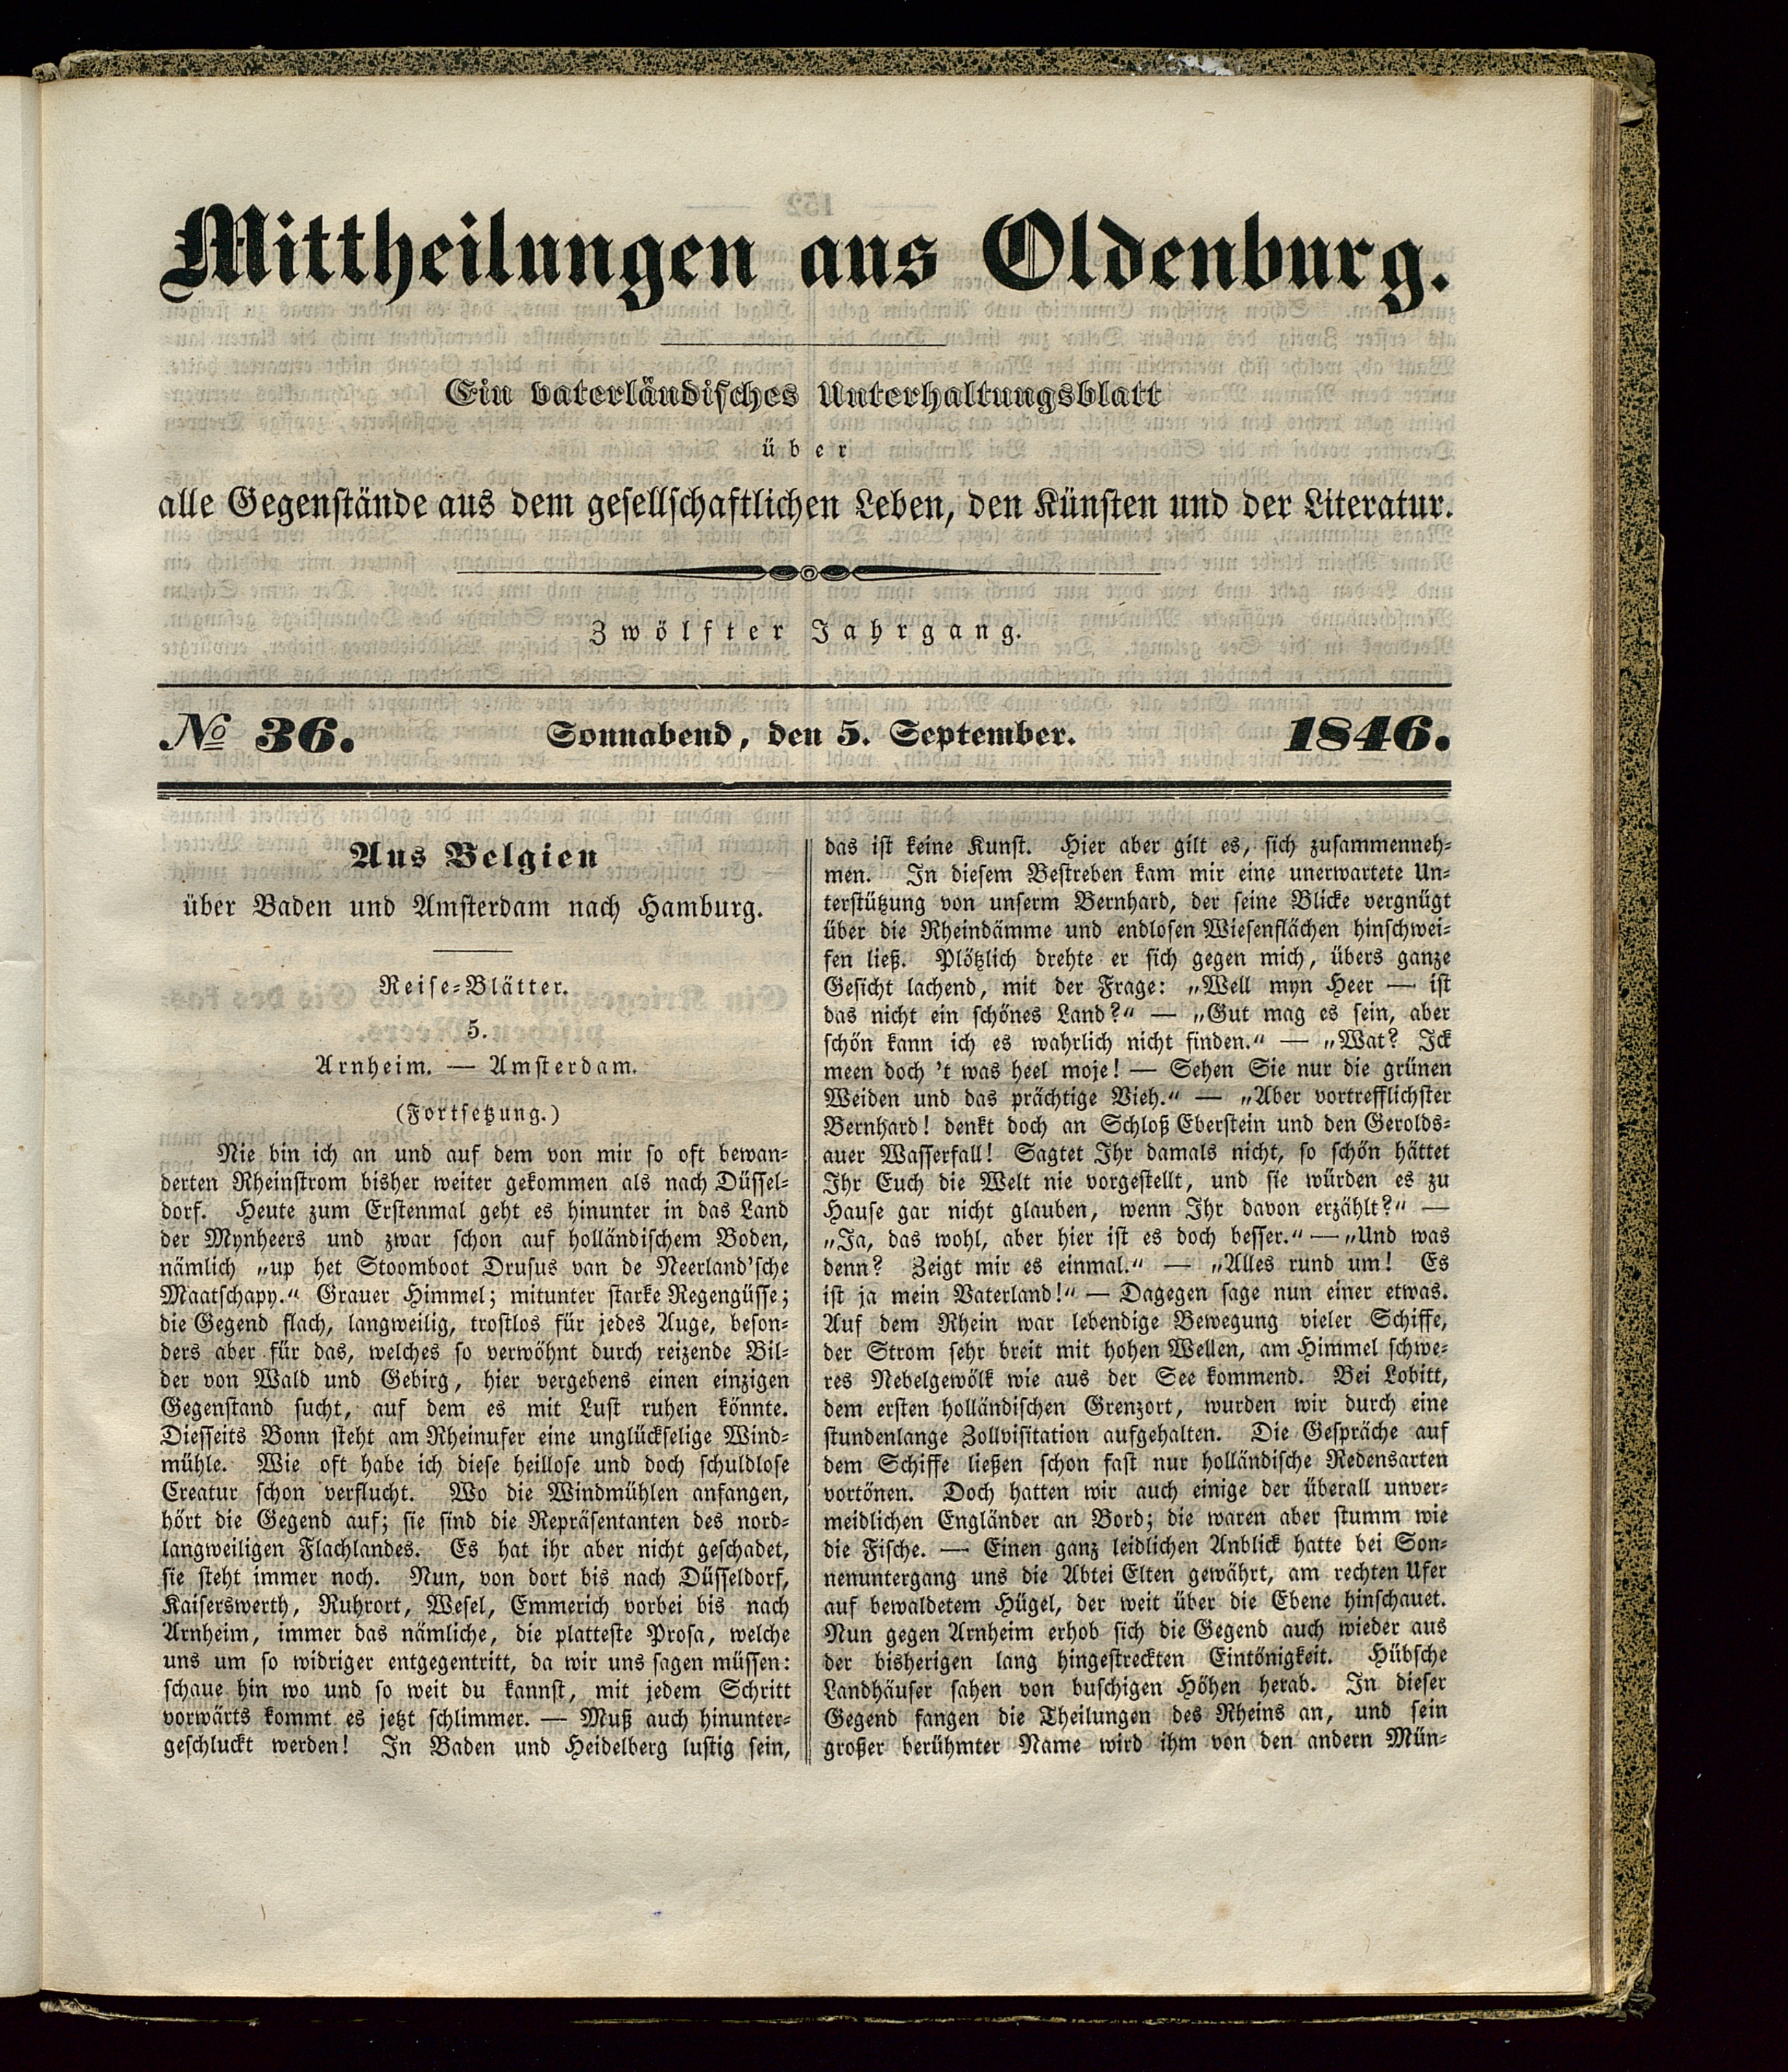 Mittheilungen aus Oldenburg.
Ein vaterländisches Unterhaltungsblatt
über
alle Gegenstände aus dem gesellschaftlichen Leben, den Künsten und der Literatur.
Zwölfter Jahrgang.
№ 36. Sonnabend, den 5. September. 1846.
Aus Belgien
über Baden und Amsterdam nach Hamburg.
Reise-Blätter.
5.
Arnheim. — Amsterdam.
(Fortsetzung.)
Nie bin ich an und auf dem von mir so oft bewan-
derten Rheinstrom bisher weiter gekommen als nach Düssel-
dorf. Heute zum Erstenmal geht es hinunter in das Land
der Mynheers und zwar schon auf holländischem Boden,
nämlich „up het Stoomboot Drusus van de Neerland'sche
Maatschapy.“ Grauer Himmel; mitunter starke Regengüsse;
die Gegend flach, langweilig, trostlos für jedes Auge, beson-
ders aber für das, welches so verwöhnt durch reizende Bil-
der von Wald und Gebirg, hier vergebens einen einzigen
Gegenstand sucht, auf dem es mit Lust ruhen könnte.
Diesseits Bonn steht am Rheinufer eine unglückselige Wind-
mühle. Wie oft habe ich diese heillose und doch schuldlose
Creatur schon verflucht. Wo die Windmühlen anfangen,
hört die Gegend auf; sie sind die Repräsentanten des nord-
langweiligen Flachlandes. Es hat ihr aber nicht geschadet,
sie steht immer noch. Nun, von dort bis nach Düsseldorf,
Kaiserswerth, Ruhrort, Wesel, Emmerich vorbei bis nach
Arnheim, immer das nämliche, die platteste Prosa, welche
uns um so widriger entgegentritt, da wir uns sagen müssen:
schaue hin wo und so weit du kannst, mit jedem Schritt
vorwärts kommt es jetzt schlimmer. — Muß auch hinunter-
geschluckt werden! In Baden und Heidelberg lustig sein,
das ist keine Kunst. Hier aber gilt es, sich zusammenneh-
men. In diesem Bestreben kam mir eine unerwartete Un-
terstützung von unserm Bernhard, der seine Blicke vergnügt
über die Rheindämme und endlosen Wiesenflächen hinschwei-
fen ließ. Plötzlich drehte er sich gegen mich, übers ganze
Gesicht lachend, mit der Frage: „Well myn Heer — ist
das nicht ein schönes Land?“ — „Gut mag es sein, aber
schön kann ich es wahrlich nicht finden.“ — „Wat? Ick
meen doch 't was heel moje! — Sehen Sie nur die grünen
Weiden und das prächtige Vieh.“ — „Aber vortrefflichster
Bernhard! denkt doch an Schloß Eberstein und den Gerolds-
auer Wasserfall! Sagtet Ihr damals nicht, so schön hättet
Ihr Euch die Welt nie vorgestellt, und sie würden es zu
Hause gar nicht glauben, wenn Ihr davon erzählt?“ —
„Ja, das wohl, aber hier ist es doch besser.“ — „Und was
denn? Zeigt mir es einmal.“ — „Alles rund um! Es
ist ja mein Vaterland!“ — Dagegen sage nun einer etwas.
Auf dem Rhein war lebendige Bewegung vieler Schiffe,
der Strom sehr breit mit hohen Wellen, am Himmel schwe-
res Nebelgewölk wie aus der See kommend. Bei Lobitt,
dem ersten holländischen Grenzort, wurden wir durch eine
stundenlange Zollvisitation aufgehalten. Die Gespräche auf
dem Schiffe ließen schon fast nur holländische Redensarten
vortönen. Doch hatten wir auch einige der überall unver-
meidlichen Engländer an Bord; die waren aber stumm wie
die Fische. — Einen ganz leidlichen Anblick hatte bei Son-
nenuntergang uns die Abtei Elten gewährt, am rechten Ufer
auf bewaldetem Hügel, der weit über die Ebene hinschauet.
Nun gegen Arnheim erhob sich die Gegend auch wieder aus
der bisherigen lang hingestreckten Eintönigkeit. Hübsche
Landhäuser sahen von buschigen Höhen herab. In dieser
Gegend fangen die Theilungen des Rheins an, und sein
großer berühmter Name wird ihm von den andern Mün-